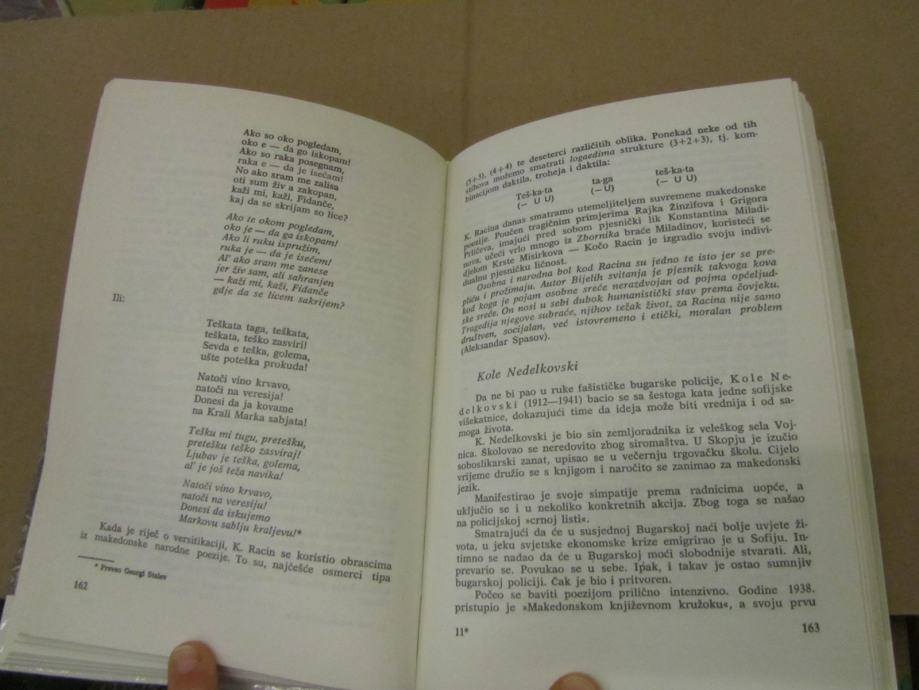 Ako so oko pogledam,
oko e — da go iskopam!
Ako so raka posegnam,
raka e — da je isečam!
No ako sram me zalisa
oti sum živ a zakopan,
kaži mi, kaži, Fidanče,
kaj da se skrijam so lice?
Ako te okom pogledam,
oko je — da ga iskopam!
Ako li ruku ispružim,
ruka je — da je isečem!
Al' ako sram me zanese
jer živ sam, ali sahranjen
— kaži mi, kaži, Fidanče
gdje da se licem sakrijem?
Ili:
Teškata taga, teškata,
teškata, teško zasviri!
Sevda e teška, golema,
ušte poteška prokuda!
Natoči vino krvavo,
natoči na veresija!
Donesi da ja kovame
na Krali Marka sabjata!
Tešku mi tugu, pretešku,
pretešku teško zasviraj!
Ljubav je teška, golema,
al' je još teža navika!
Natoči vino krvavo,
natoči na veresiju!
Donesi da iskujemo
Markovu sablju kraljevu!*
Kada je riječ o versitikaciji, K. Racin se koristio obrascima
iz makedonske narodne poezije. To su, najčešće osmerci tipa
* Preveo Georgi Stalev
162
(5+3), (4+4) te deseterci različitih oblika. Ponekad neke od tih
stihova možemo smatrati logaedima strukture (3+2+3), tj. kom-
binicijom daktila, troheja i daktila:
Teš-ka-ta ta-ga teš-ka-ta
(— U U) (— U) (— U U)
K. Racina danas smatramo utemeljiteljem suvremene makedonske
poezije. Poučen tragičnim primjerima Rajka Žinzifova i Grigora
Prličeva, imajući pred sobom pjesnički lik Konstantina Miladi-
nova, učeći vrlo mnogo iz Zbornika braće Miladinov, koristeći se
djelom Krste Misirkova — Kočo Racin je izgradio svoju indivi-
dualnu pjesničku ličnost.
Osobna i narodna bol kod Racina su jedno te isto jer se pre-
pliću i prožimaju. Autor Bijelih svitanja je pjesnik takvoga kova
kod koga je pojam osobne sreće nerazdvojan od pojma općeljud-
ske sreće. On nosi u sebi dubok humanistički stav prema čovjeku.
Tragedija njegove subraće, njihov težak život, za Racina nije samo
društven, socijalan, već istovremeno i etički, moralan problem
(Aleksandar Spasov).
Kole Nedelkovski
Da ne bi pao u ruke fašističke bugarske policije, Kole Ne-
delkovski (1912—1941) bacio se sa šestoga kata jedne sofijske
višekatnice, dokazujući time da ideja može biti vrednija i od sa-
moga života.
K. Nedelkovski je bio sin zemljoradnika iz veleškog sela Voj-
nica. Školovao se neredovito zbog siromaštva. U Skopju je izučio
soboslikarski zanat, upisao se u večernju trgovačku školu. Cijelo
vrijeme družio se s knjigom i naročito se zanimao za makedonski
jezik.
Manifestirao je svoje simpatije prema radnicima uopće, a
uključio se i u nekoliko konkretnih akcija. Zbog toga se našao
na policijskoj »crnoj listi«.
Smatrajući da će u susjednoj Bugarskoj naći bolje uvjete ži-
vota, u jeku svjetske ekonomske krize emigrirao je u Sofiju. In-
timno se nadao da će u Bugarskoj moći slobodnije stvarati. Ali,
prevario se. Povukao se u sebe. Ipak, i takav je ostao sumnjiv
bugarskoj policiji. Čak je bio i pritvoren.
Počeo se baviti poezijom prilično intenzivno. Godine 1938.
pristupio je »Makedonskom književnom kružoku«, a svoju prvu
11* 163